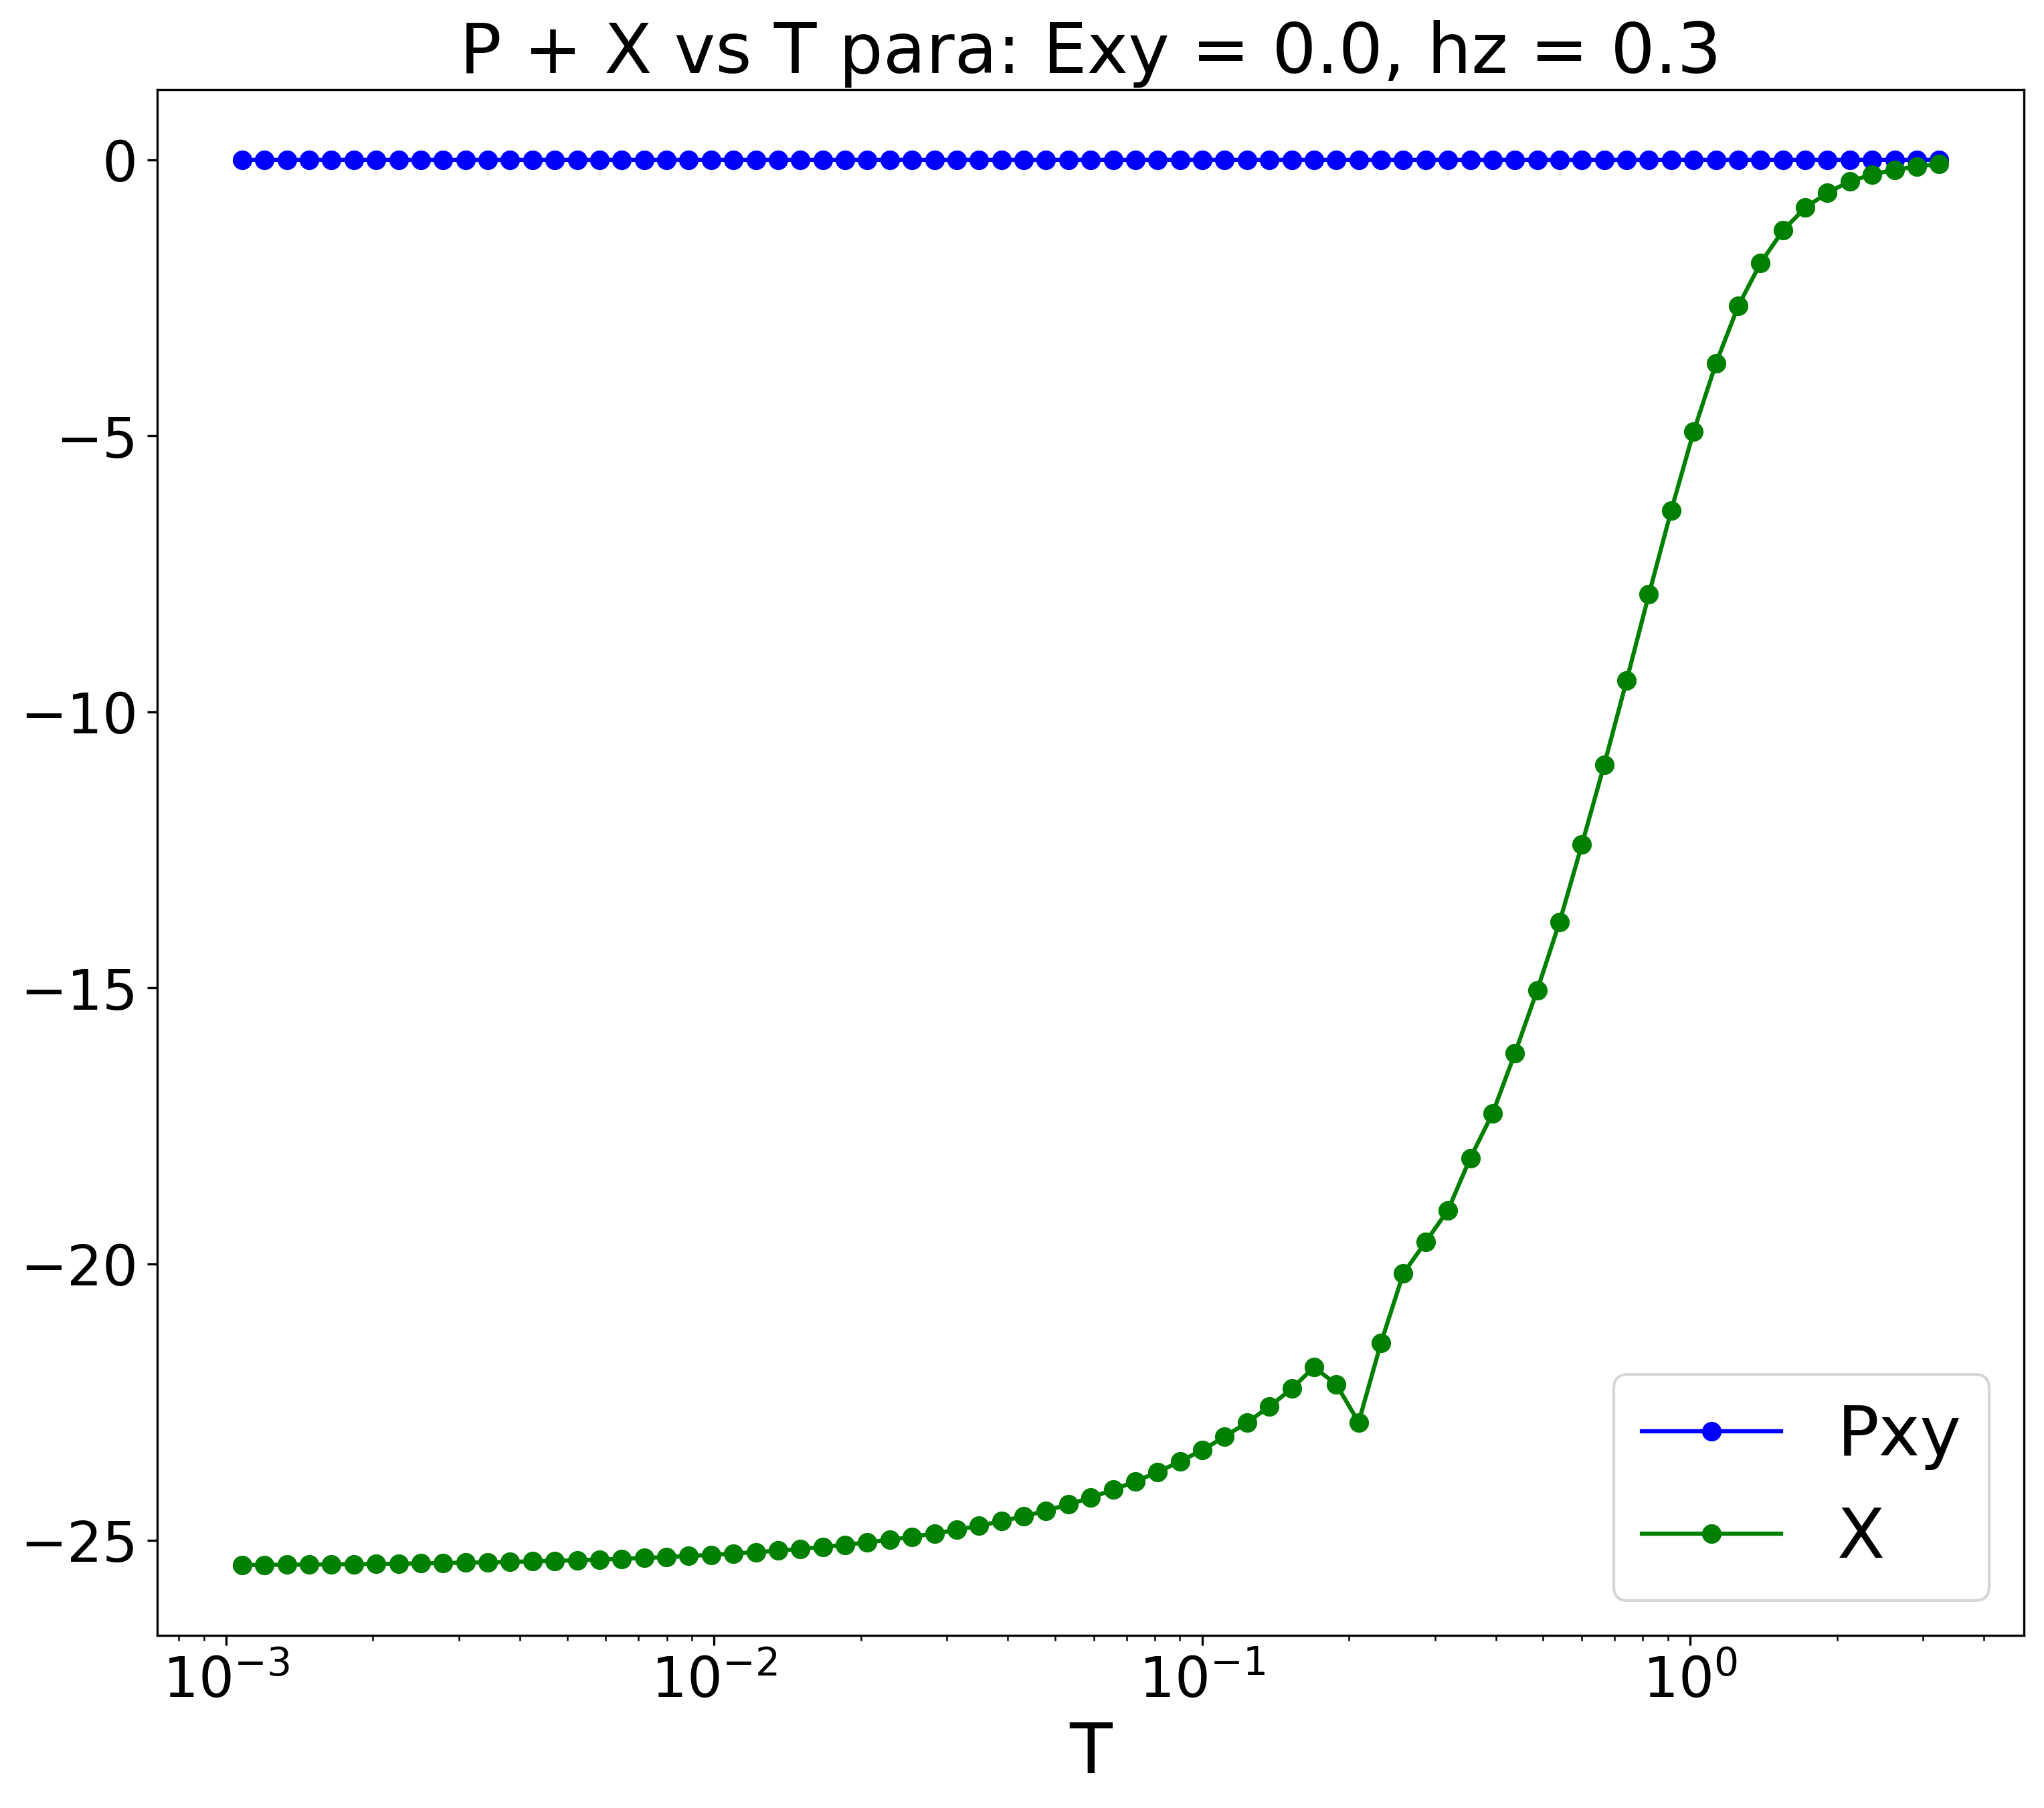 P + X vs T para: Exy = 0.0, hz = 0.3
0
−5
−10
−15
−20
−25
10⁻³ 10⁻² 10⁻¹ 10⁰
T
Pxy
X